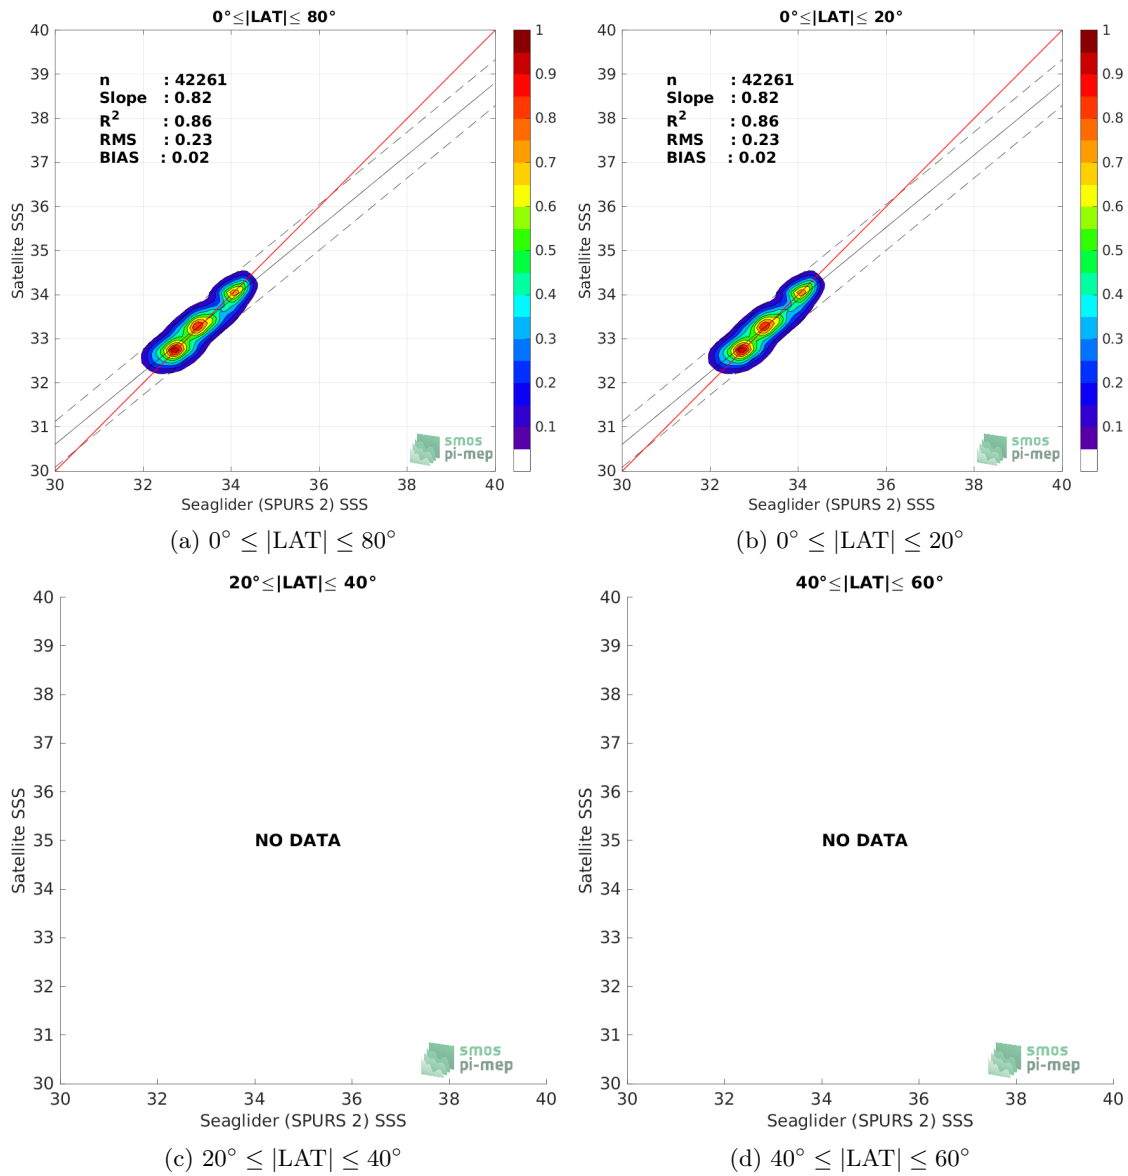 0°≤|LAT|≤ 80°
40
39
38
37
36
35
34
33
32
31
30
Satellite SSS
n : 42261
Slope : 0.82
R² : 0.86
RMS : 0.23
BIAS : 0.02
1
0.9
0.8
0.7
0.6
0.5
0.4
0.3
0.2
0.1
smos
pi-mep
30 32 34 36 38 40
Seaglider (SPURS 2) SSS
(a) 0° ≤ |LAT| ≤ 80°
0°≤|LAT|≤ 20°
40
39
38
37
36
35
34
33
32
31
30
Satellite SSS
n : 42261
Slope : 0.82
R² : 0.86
RMS : 0.23
BIAS : 0.02
1
0.9
0.8
0.7
0.6
0.5
0.4
0.3
0.2
0.1
smos
pi-mep
30 32 34 36 38 40
Seaglider (SPURS 2) SSS
(b) 0° ≤ |LAT| ≤ 20°
20°≤|LAT|≤ 40°
40
39
38
37
36
35
34
33
32
31
30
Satellite SSS
NO DATA
smos
pi-mep
30 32 34 36 38 40
Seaglider (SPURS 2) SSS
(c) 20° ≤ |LAT| ≤ 40°
40°≤|LAT|≤ 60°
40
39
38
37
36
35
34
33
32
31
30
Satellite SSS
NO DATA
smos
pi-mep
30 32 34 36 38 40
Seaglider (SPURS 2) SSS
(d) 40° ≤ |LAT| ≤ 60°